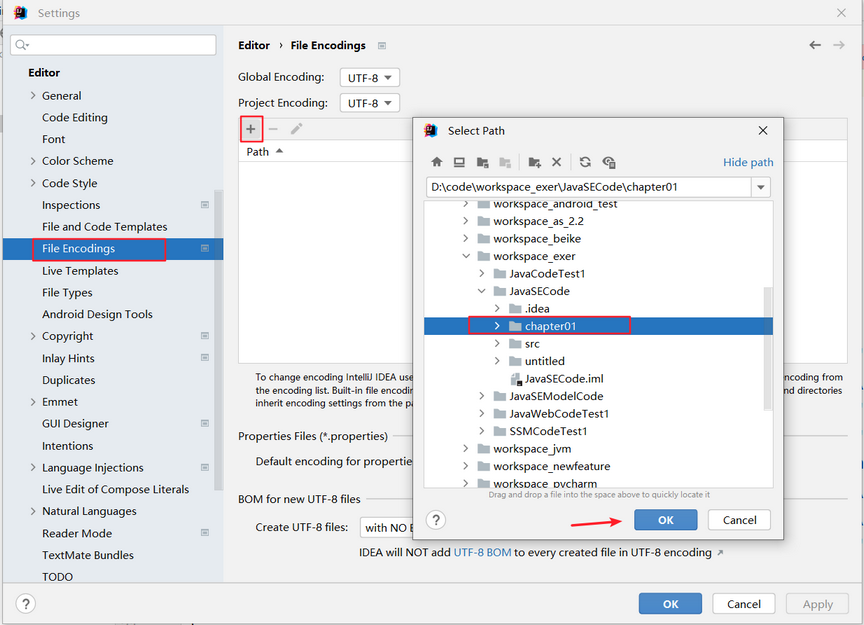 Settings
Editor › File Encodings
Editor
General
Code Editing
Font
Color Scheme
Code Style
Inspections
File and Code Templates
File Encodings
Live Templates
File Types
Android Design Tools
Copyright
Inlay Hints
Duplicates
Emmet
GUI Designer
Intentions
Language Injections
Live Edit of Compose Literals
Natural Languages
Reader Mode
TextMate Bundles
TODO
Global Encoding: UTF-8
Project Encoding: UTF-8
Path
To change encoding IntelliJ IDEA use
ncoding from
the encoding list. Built-in file encodin
nd directories
inherit encoding settings from the pa
Properties Files (*.properties)
Default encoding for propertie
BOM for new UTF-8 files
Create UTF-8 files: with NO B
IDEA will NOT add UTF-8 BOM to every created file in UTF-8 encoding ↗
Select Path
Hide path
D:\code\workspace_exer\JavaSECode\chapter01
workspace_android_test
workspace_as_2.2
workspace_beike
workspace_exer
JavaCodeTest1
JavaSECode
.idea
chapter01
src
untitled
JavaSECode.iml
JavaSEModelCode
JavaWebCodeTest1
SSMCodeTest1
workspace_jvm
workspace_newfeature
workspace_pycharm
Drag and drop a file into the space above to quickly locate it
? OK Cancel
? OK Cancel Apply